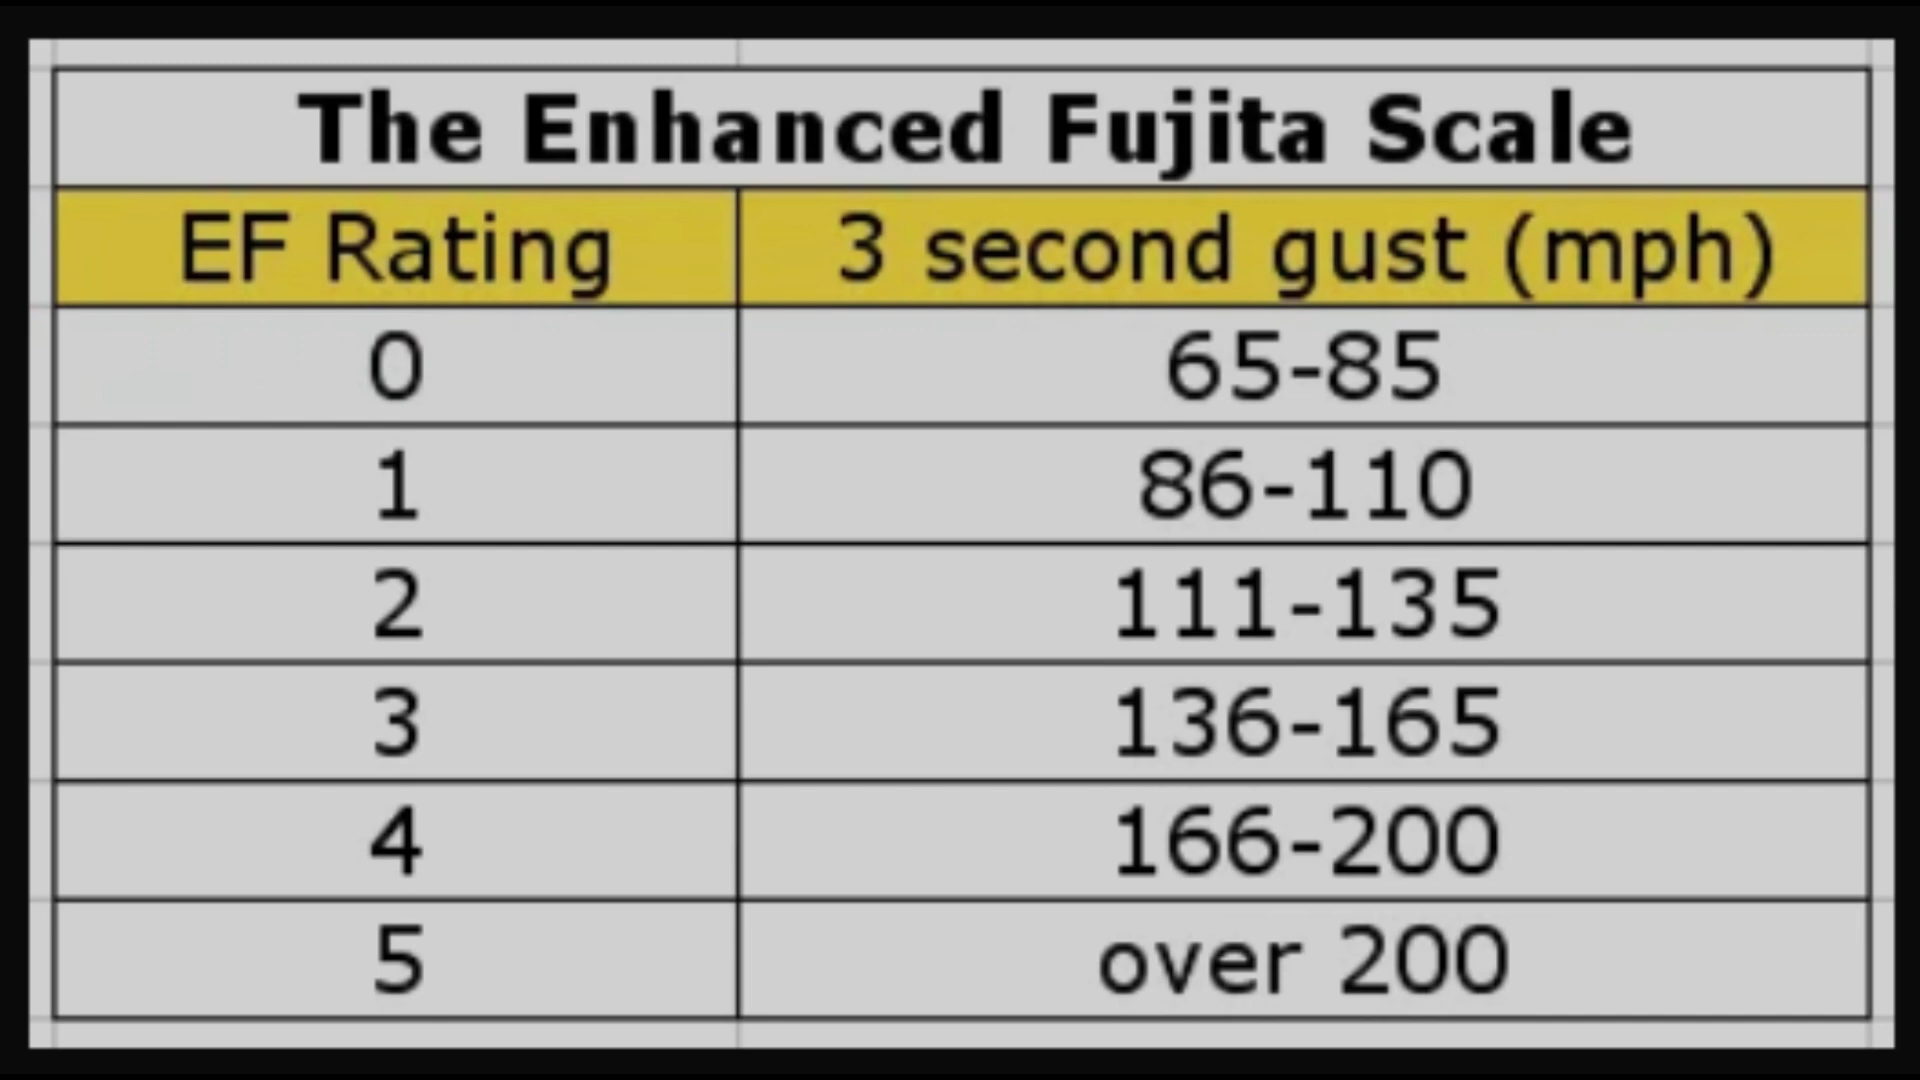 The Enhanced Fujita Scale
EF Rating 3 second gust (mph)
0 65-85
1 86-110
2 111-135
3 136-165
4 166-200
5 over 200